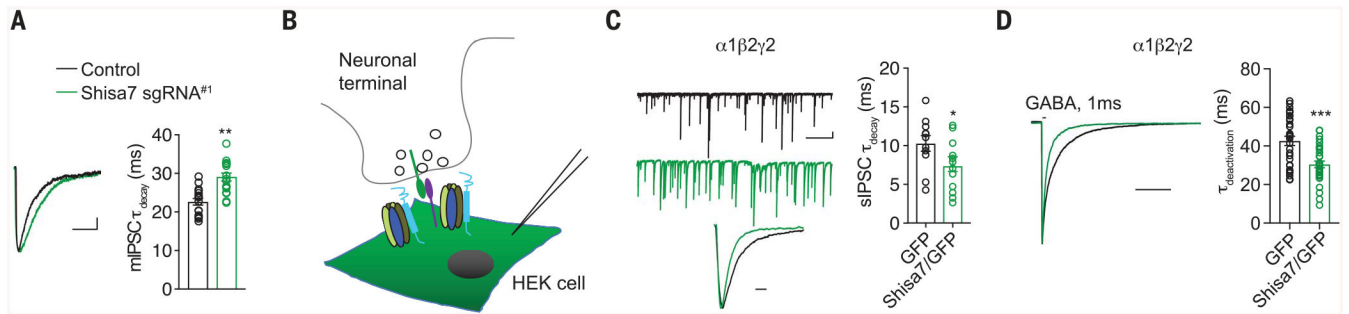 A
Control
Shisa7 sgRNA#1
mIPSC τdecay (ms)
40
30
20
10
0
**
B
Neuronal
terminal
HEK cell
C
α1β2γ2
sIPSC τdecay (ms)
20
15
10
5
0
*
GFP
Shisa7/GFP
D
α1β2γ2
GABA, 1ms
τdeactivation (ms)
80
60
40
20
0
***
GFP
Shisa7/GFP